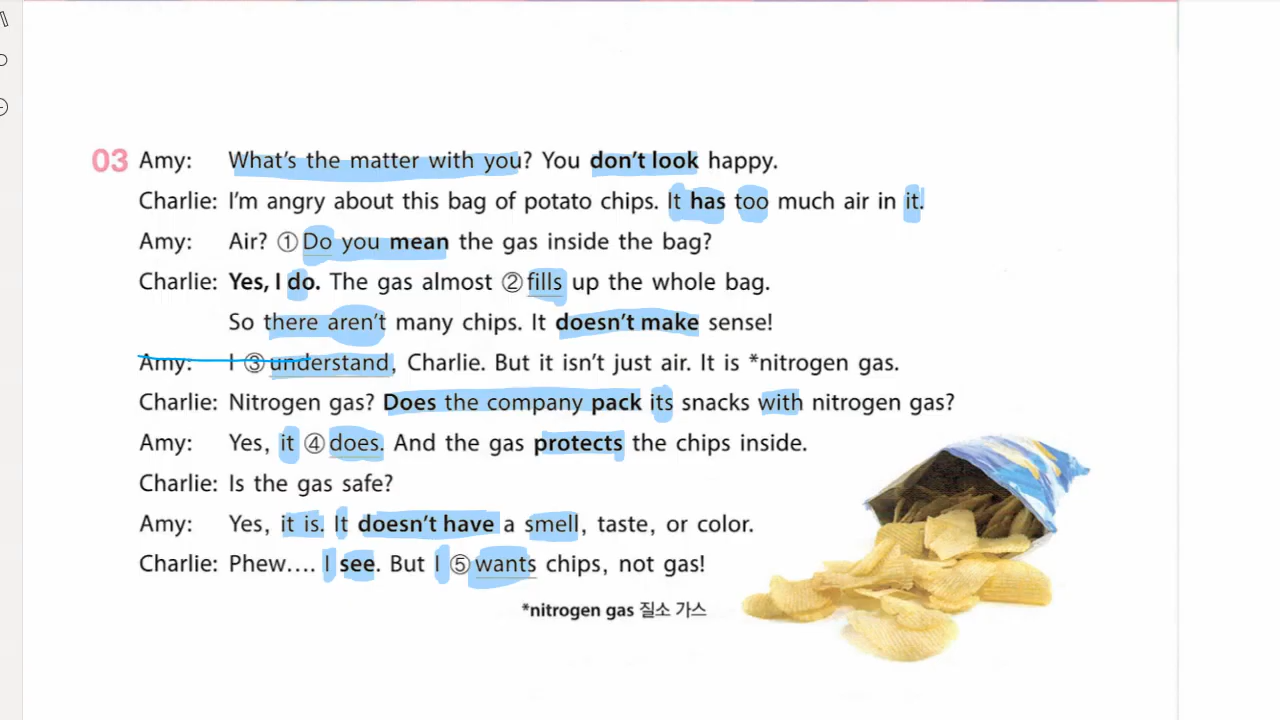 03 Amy: What's the matter with you? You don't look happy.
Charlie: I'm angry about this bag of potato chips. It has too much air in it.
Amy: Air? ① Do you mean the gas inside the bag?
Charlie: Yes, I do. The gas almost ② fills up the whole bag.
So there aren't many chips. It doesn't make sense!
Amy: I ③ understand, Charlie. But it isn't just air. It is *nitrogen gas.
Charlie: Nitrogen gas? Does the company pack its snacks with nitrogen gas?
Amy: Yes, it ④ does. And the gas protects the chips inside.
Charlie: Is the gas safe?
Amy: Yes, it is. It doesn't have a smell, taste, or color.
Charlie: Phew.... I see. But I ⑤ wants chips, not gas!
*nitrogen gas 질소 가스